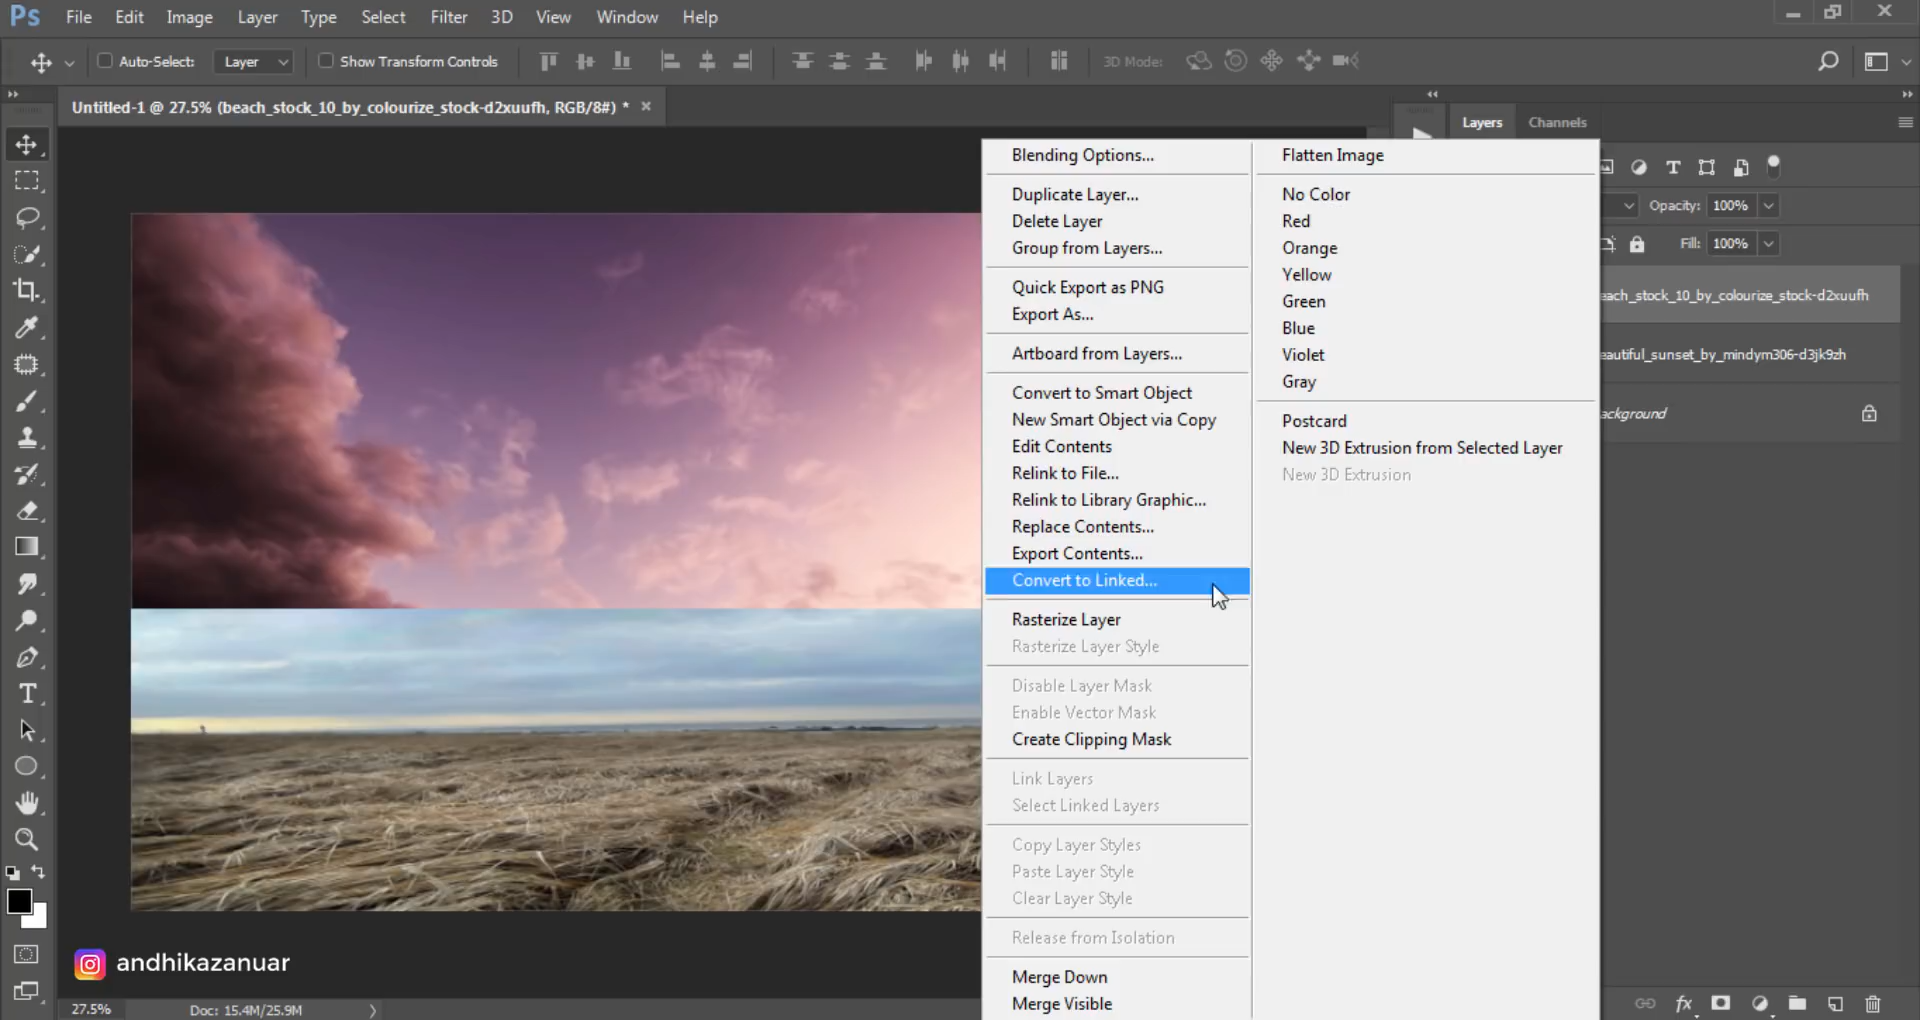 Ps File Edit Image Layer Type Select Filter 3D View Window Help
Auto-Select: Layer Show Transform Controls 3D Mode:
Untitled-1 @ 27.5% (beach_stock_10_by_colourize_stock-d2xuufh, RGB/8#) *
Layers Channels
Blending Options...
Duplicate Layer...
Delete Layer
Group from Layers...
Quick Export as PNG
Export As...
Artboard from Layers...
Convert to Smart Object
New Smart Object via Copy
Edit Contents
Relink to File...
Relink to Library Graphic...
Replace Contents...
Export Contents...
Convert to Linked...
Rasterize Layer
Rasterize Layer Style
Disable Layer Mask
Enable Vector Mask
Create Clipping Mask
Link Layers
Select Linked Layers
Copy Layer Styles
Paste Layer Style
Clear Layer Style
Release from Isolation
Merge Down
Merge Visible
Flatten Image
No Color
Red
Orange
Yellow
Green
Blue
Violet
Gray
Postcard
New 3D Extrusion from Selected Layer
New 3D Extrusion
Opacity: 100%
Fill: 100%
each_stock_10_by_colourize_stock-d2xuufh
eautiful_sunset_by_mindym306-d3jk9zh
ackground
andhikazanuar
27.5% Doc: 15.4M/25.9M
fx